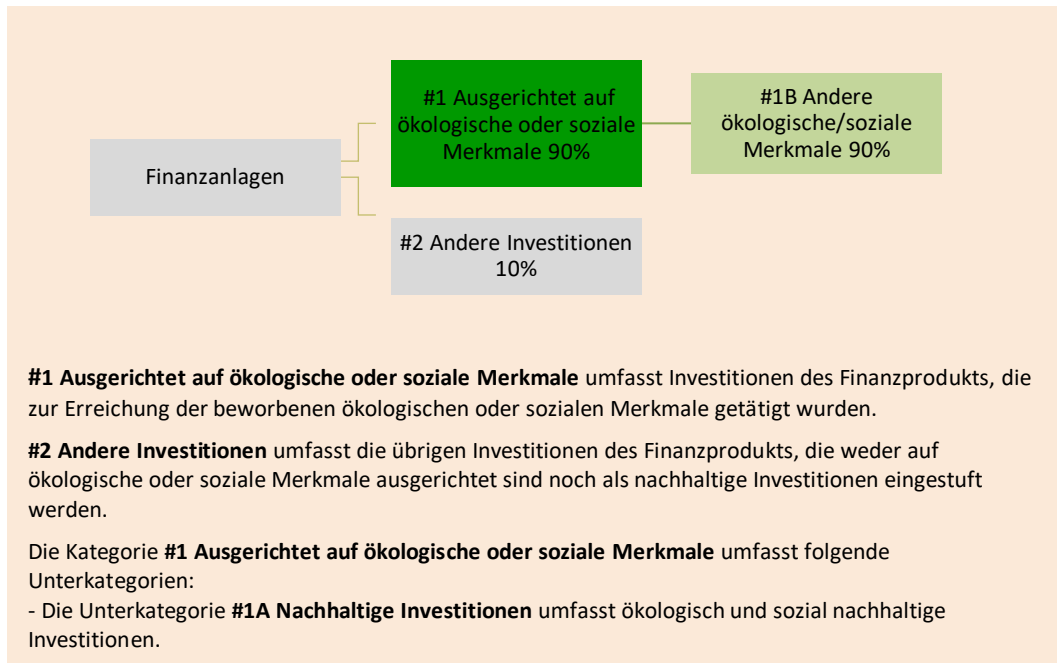 #1 Ausgerichtet auf
ökologische oder soziale
Merkmale 90%
#1B Andere
ökologische/soziale
Merkmale 90%
Finanzanlagen
#2 Andere Investitionen
10%
#1 Ausgerichtet auf ökologische oder soziale Merkmale umfasst Investitionen des Finanzprodukts, die
zur Erreichung der beworbenen ökologischen oder sozialen Merkmale getätigt wurden.
#2 Andere Investitionen umfasst die übrigen Investitionen des Finanzprodukts, die weder auf
ökologische oder soziale Merkmale ausgerichtet sind noch als nachhaltige Investitionen eingestuft
werden.
Die Kategorie #1 Ausgerichtet auf ökologische oder soziale Merkmale umfasst folgende
Unterkategorien:
- Die Unterkategorie #1A Nachhaltige Investitionen umfasst ökologisch und sozial nachhaltige
Investitionen.